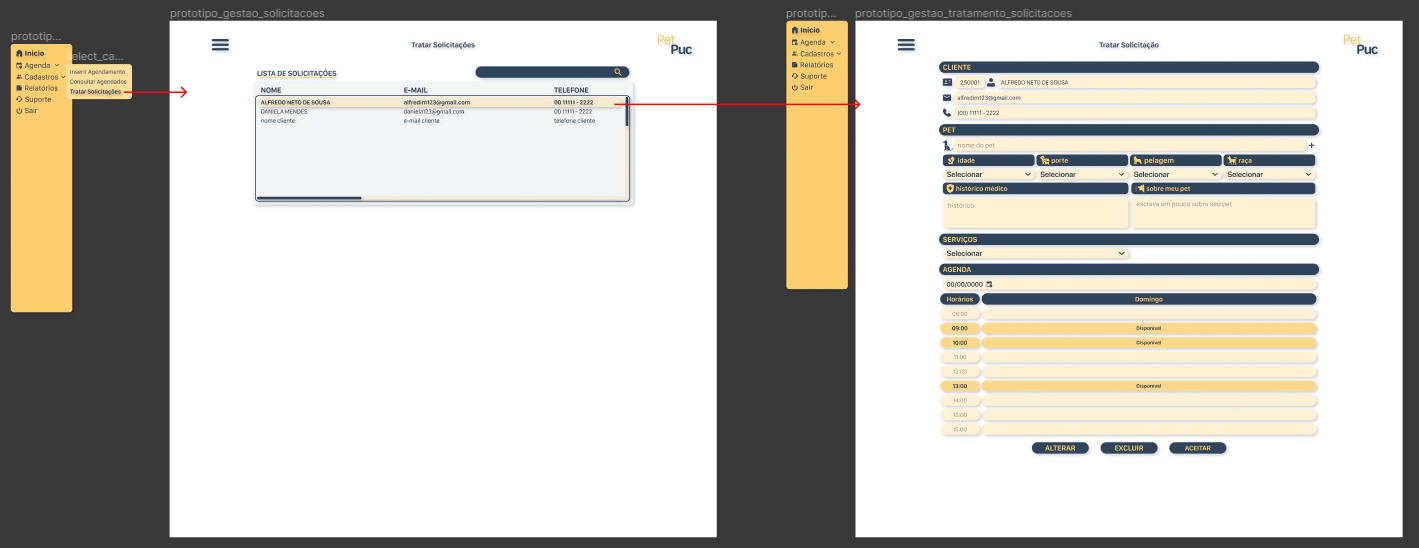 prototip...
Inicio
Agenda
Cadastros
Relatórios
Suporte
Sair
select_ca...
Inserir Agendamento
Consultar Agendados
Tratar Solicitações
prototipo_gestao_solicitacoes
Tratar Solicitações
Pet
Puc
LISTA DE SOLICITAÇÕES
NOME E-MAIL TELEFONE
ALFREDO NETO DE SOUSA alfredim123@gmail.com 00 11111 - 2222
DANIELA MENDES daniela123@gmail.com 00 11111 - 2222
nome cliente e-mail cliente telefone cliente
prototip...
Inicio
Agenda
Cadastros
Relatórios
Suporte
Sair
prototipo_gestao_tratamento_solicitacoes
Tratar Solicitação
Pet
Puc
CLIENTE
250001 ALFREDO NETO DE SOUSA
alfredim123@gmail.com
(00) 11111 - 2222
PET
nome do pet +
idade porte pelagem raça
Selecionar Selecionar Selecionar Selecionar
histórico médico sobre meu pet
histórico escreva um pouco sobre seu pet
SERVIÇOS
Selecionar
AGENDA
00/00/0000
Horários Domingo
08:00
09:00 Disponível
10:00 Disponível
11:00
12:00
13:00 Disponível
14:00
15:00
16:00
ALTERAR EXCLUIR ACEITAR